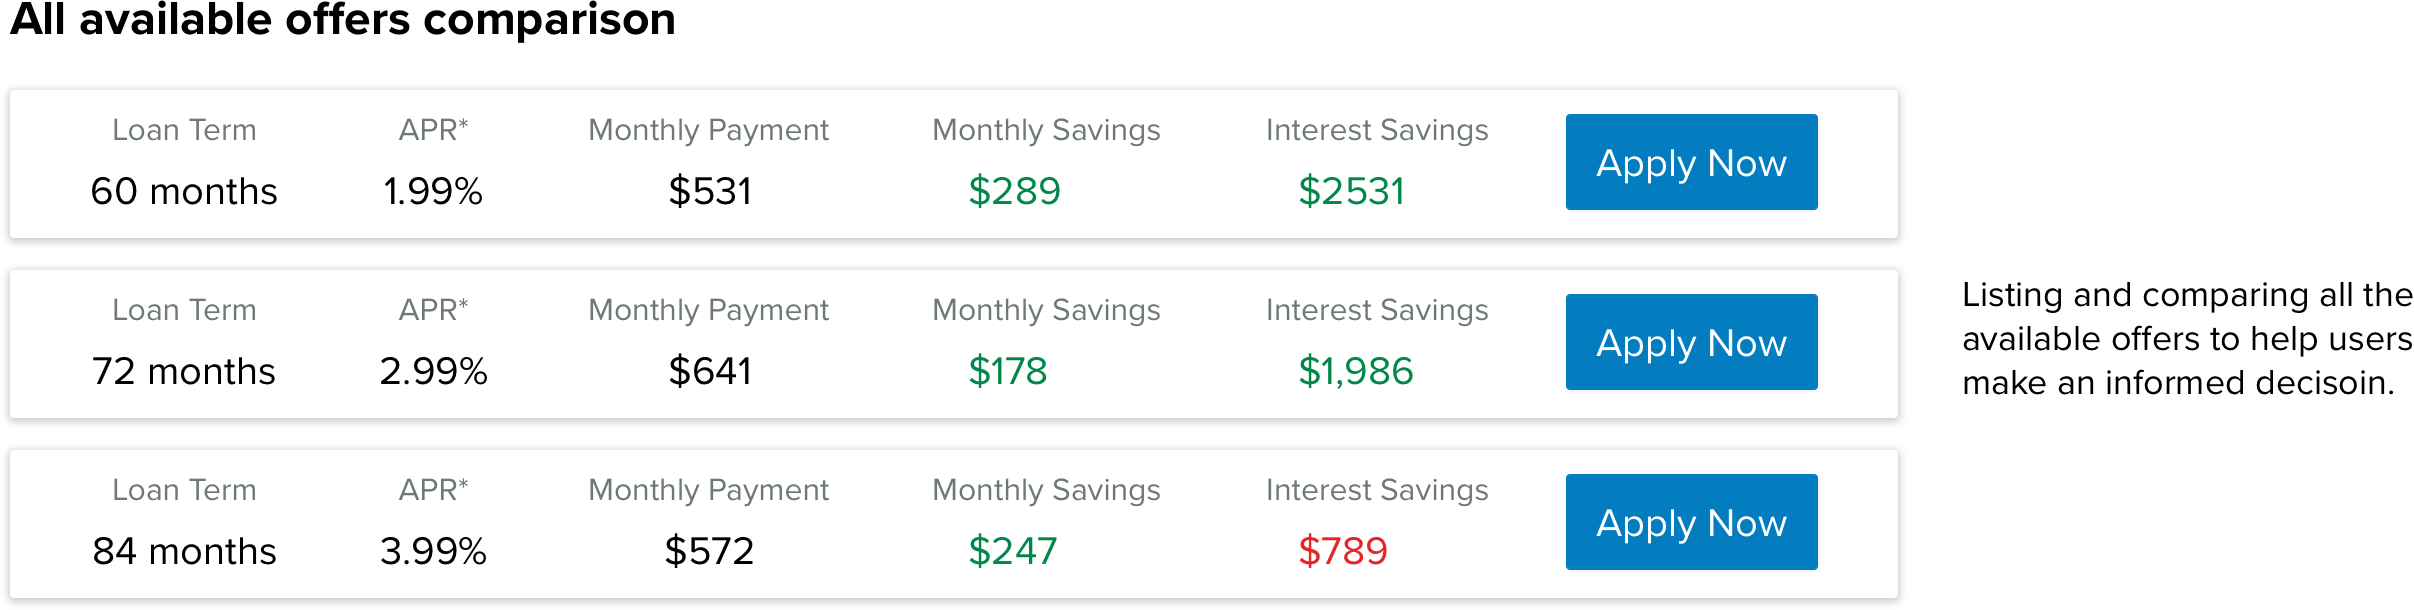 All available offers comparison
Loan Term APR* Monthly Payment Monthly Savings Interest Savings
60 months 1.99% $531 $289 $2531 Apply Now
Loan Term APR* Monthly Payment Monthly Savings Interest Savings
72 months 2.99% $641 $178 $1,986 Apply Now
Listing and comparing all the
available offers to help users
make an informed decisoin.
Loan Term APR* Monthly Payment Monthly Savings Interest Savings
84 months 3.99% $572 $247 $789 Apply Now